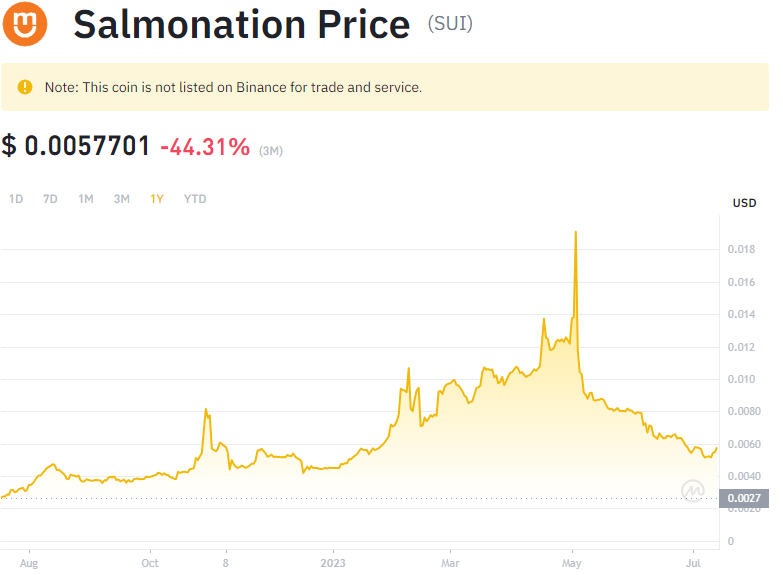 Salmonation Price (SUI)
Note: This coin is not listed on Binance for trade and service.
$ 0.0057701 -44.31% (3M)
1D 7D 1M 3M 1Y YTD
USD
0.018
0.016
0.014
0.012
0.010
0.0080
0.0060
0.0040
0.0027
0.0020
0
Aug Oct 8 2023 Mar May Jul